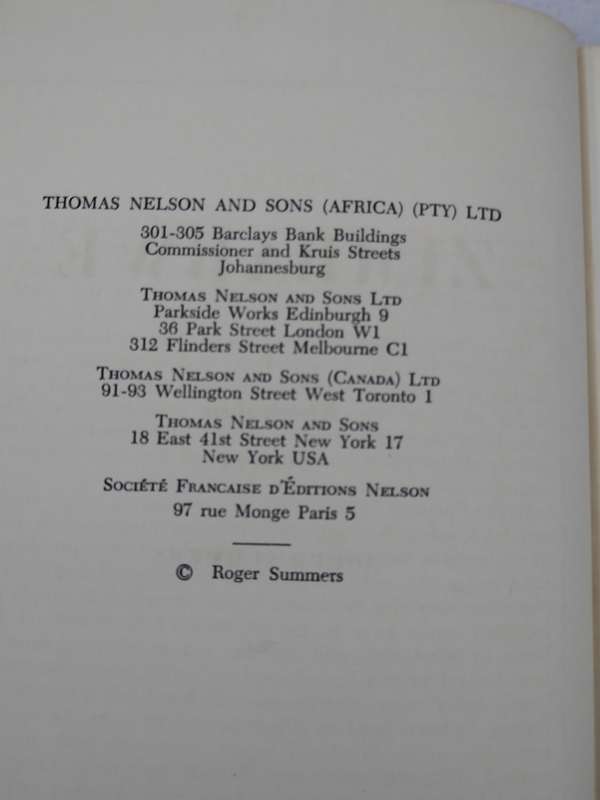 THOMAS NELSON AND SONS (AFRICA) (PTY) LTD
301-305 Barclays Bank Buildings
Commissioner and Kruis Streets
Johannesburg
THOMAS NELSON AND SONS LTD
Parkside Works Edinburgh 9
36 Park Street London W1
312 Flinders Street Melbourne C1
THOMAS NELSON AND SONS (CANADA) LTD
91-93 Wellington Street West Toronto 1
THOMAS NELSON AND SONS
18 East 41st Street New York 17
New York USA
SOCIÉTÉ FRANCAISE D'ÉDITIONS NELSON
97 rue Monge Paris 5
© Roger Summers